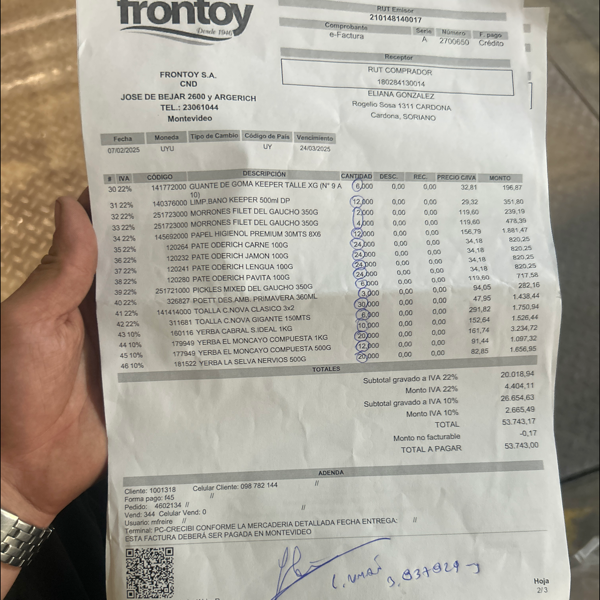 frontoy
Desde 1946
RUT Emisor
210148140017
Comprobante Serie Número F. pago
e-Factura A 2700650 Crédito
Receptor
RUT COMPRADOR
180284130014
ELIANA GONZALEZ
Rogelio Sosa 1311 CARDONA
Cardona, SORIANO
FRONTOY S.A.
CND
JOSE DE BEJAR 2600 y ARGERICH
TEL.: 23061044
Montevideo
Fecha Moneda Tipo de Cambio Código de País Vencimiento
07/02/2025 UYU UY 24/03/2025
# IVA CÓDIGO DESCRIPCIÓN CANTIDAD DESC. REC. PRECIO C/IVA MONTO
30 22% 141772000 GUANTE DE GOMA KEEPER TALLE XG (N° 9 A 10) 6,000 0,00 0,00 32,81 196,87
31 22% 140376000 LIMP.BANO KEEPER 500ml DP 12,000 0,00 0,00 29,32 351,80
32 22% 251723000 MORRONES FILET DEL GAUCHO 350G 2,000 0,00 0,00 119,60 239,19
33 22% 251723000 MORRONES FILET DEL GAUCHO 350G 4,000 0,00 0,00 119,60 478,39
34 22% 145692000 PAPEL HIGIENOL PREMIUM 30MTS 8X6 12,000 0,00 0,00 156,79 1.881,47
35 22% 120264 PATE ODERICH CARNE 100G 24,000 0,00 0,00 34,18 820,25
36 22% 120232 PATE ODERICH JAMON 100G 24,000 0,00 0,00 34,18 820,25
37 22% 120241 PATE ODERICH LENGUA 100G 24,000 0,00 0,00 34,18 820,25
38 22% 120280 PATE ODERICH PAVITA 100G 24,000 0,00 0,00 34,18 820,25
39 22% 251721000 PICKLES MIXED DEL GAUCHO 350G 6,000 0,00 0,00 119,60 717,58
40 22% 326827 POETT DES.AMB. PRIMAVERA 360ML 3,000 0,00 0,00 94,05 282,16
41 22% 141414000 TOALLA C.NOVA CLASICO 3x2 30,000 0,00 0,00 47,95 1.438,44
42 22% 311681 TOALLA C.NOVA GIGANTE 150MTS 6,000 0,00 0,00 291,82 1.750,94
43 10% 180116 YERBA CABRAL S.IDEAL 1KG 10,000 0,00 0,00 152,64 1.526,44
44 10% 179949 YERBA EL MONCAYO COMPUESTA 1KG 20,000 0,00 0,00 161,74 3.234,72
45 10% 177949 YERBA EL MONCAYO COMPUESTA 500G 12,000 0,00 0,00 91,44 1.097,32
46 10% 181522 YERBA LA SELVA NERVIOS 500G 20,000 0,00 0,00 82,85 1.656,95
TOTALES
Subtotal gravado a IVA 22% 20.018,94
Monto IVA 22% 4.404,11
Subtotal gravado a IVA 10% 26.654,63
Monto IVA 10% 2.665,49
TOTAL 53.743,17
Monto no facturable -0,17
TOTAL A PAGAR 53.743,00
ADENDA
Cliente: 1001318 Celular Cliente: 098 782 144 //
Forma pago: f45 //
Pedido: 4602134 // //
Vend: 344 Celular Vend: 0
Usuario: mfreire //
Terminal: PC-CRECIBI CONFORME LA MERCADERIA DETALLADA FECHA ENTREGA: //
ESTA FACTURA DEBERÁ SER PAGADA EN MONTEVIDEO
Hoja
2/3